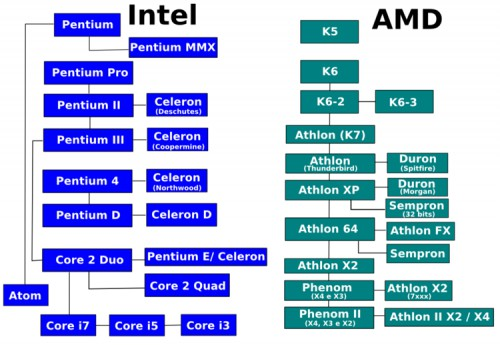 Intel
Pentium
Pentium MMX
Pentium Pro
Pentium II
Celeron
(Deschutes)
Pentium III
Celeron
(Coopermine)
Pentium 4
Celeron
(Northwood)
Pentium D
Celeron D
Core 2 Duo
Pentium E/ Celeron
Core 2 Quad
Atom
Core i7
Core i5
Core i3
AMD
K5
K6
K6-2
K6-3
Athlon (K7)
Athlon
(Thunderbird)
Duron
(Spitfire)
Athlon XP
Duron
(Morgan)
Sempron
(32 bits)
Athlon 64
Athlon FX
Sempron
Athlon X2
Phenom
(X4 e X3)
Athlon X2
(7xxx)
Phenom II
(X4, X3 e X2)
Athlon II X2 / X4